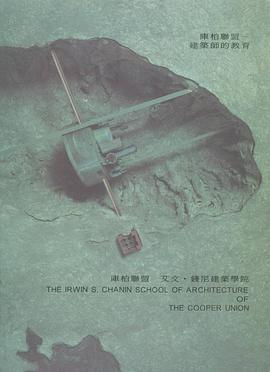 庫柏聯盟—
建築師的教育
庫柏聯盟 艾文・錢尼建築學院
THE IRWIN S. CHANIN SCHOOL OF ARCHITECTURE
OF
THE COOPER UNION